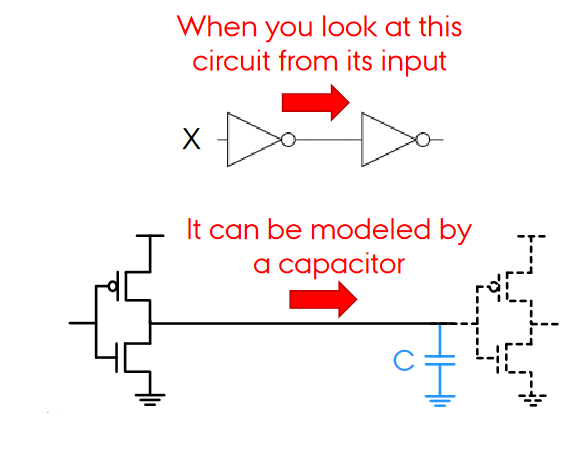 When you look at this
circuit from its input
X
It can be modeled by
a capacitor
C